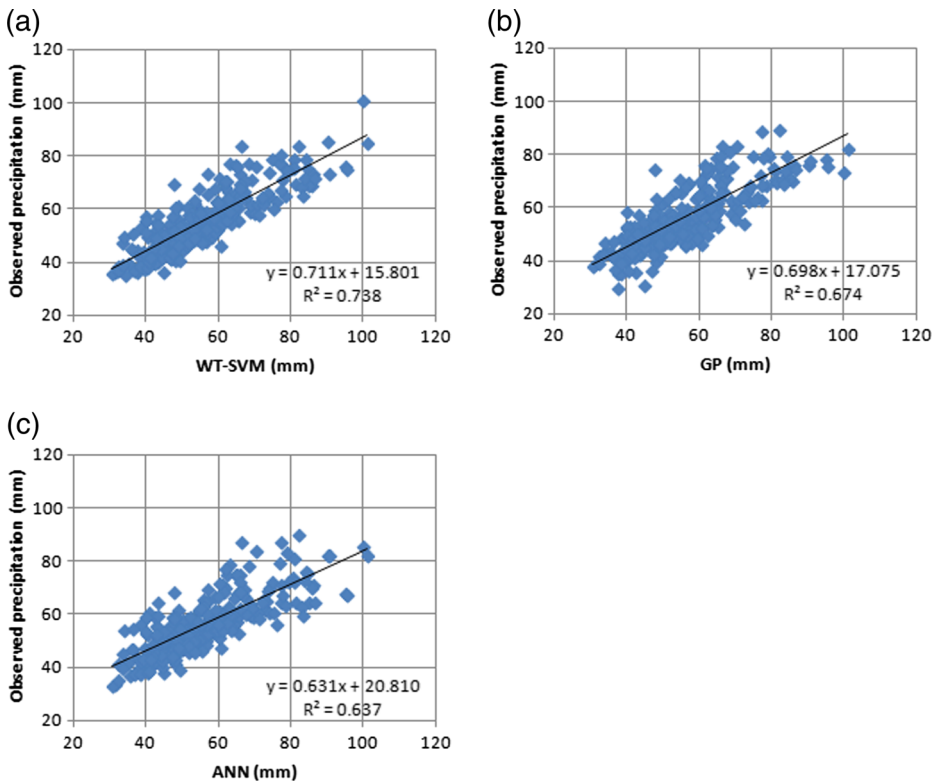 (a)
120
100
80
60
40
20
20 40 60 80 100 120
Observed precipitation (mm)
WT-SVM (mm)
y = 0.711x + 15.801
R² = 0.738
(b)
120
100
80
60
40
20
20 40 60 80 100 120
Observed precipitation (mm)
GP (mm)
y = 0.698x + 17.075
R² = 0.674
(c)
120
100
80
60
40
20
20 40 60 80 100 120
Observed precipitation (mm)
ANN (mm)
y = 0.631x + 20.810
R² = 0.637